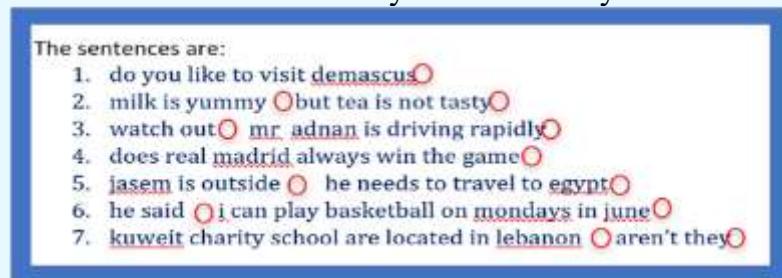 The sentences are:
1. do you like to visit demascus
2. milk is yummy but tea is not tasty
3. watch out mr adnan is driving rapidly
4. does real madrid always win the game
5. jasem is outside he needs to travel to egypt
6. he said i can play basketball on mondays in june
7. kuweit charity school are located in lebanon aren't they